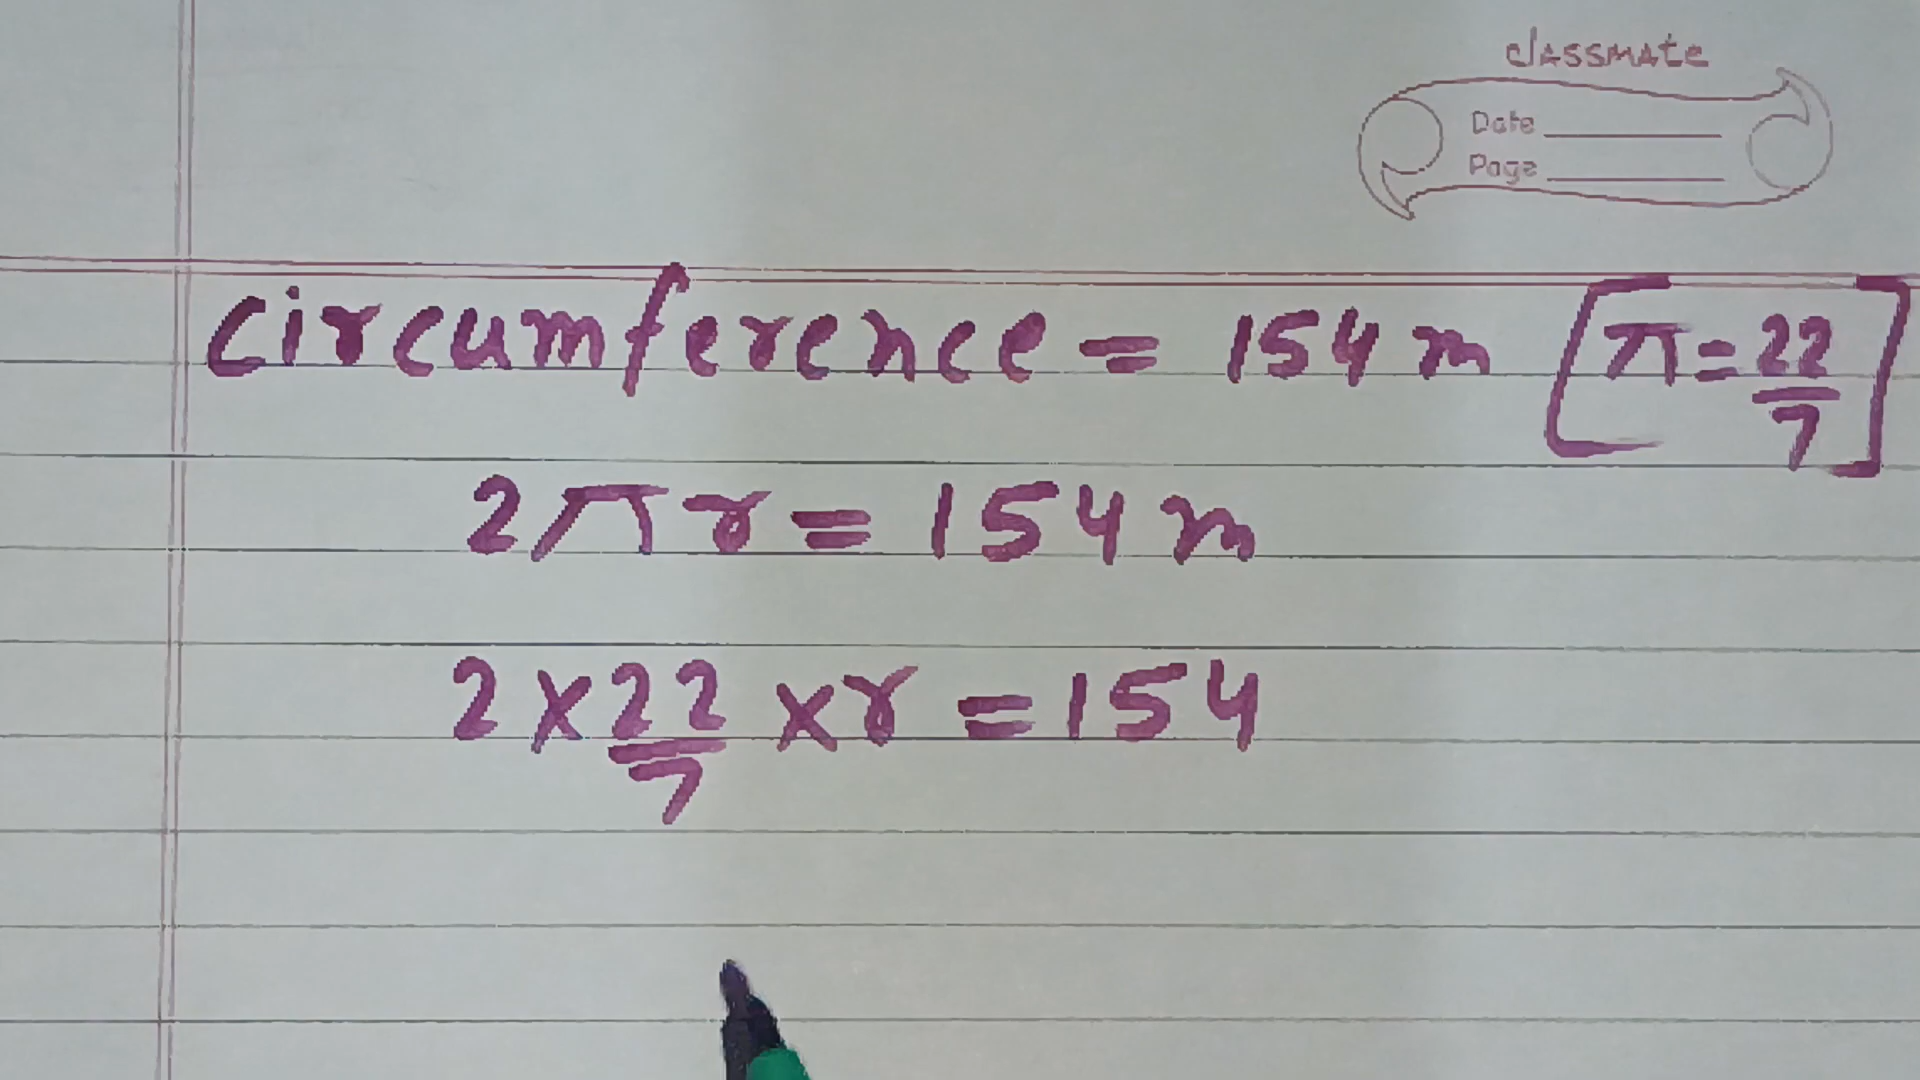 classmate
Date
Page
circumference = 154 m [π = 22/7]
2πr = 154 m
2 × 22/7 × r = 154